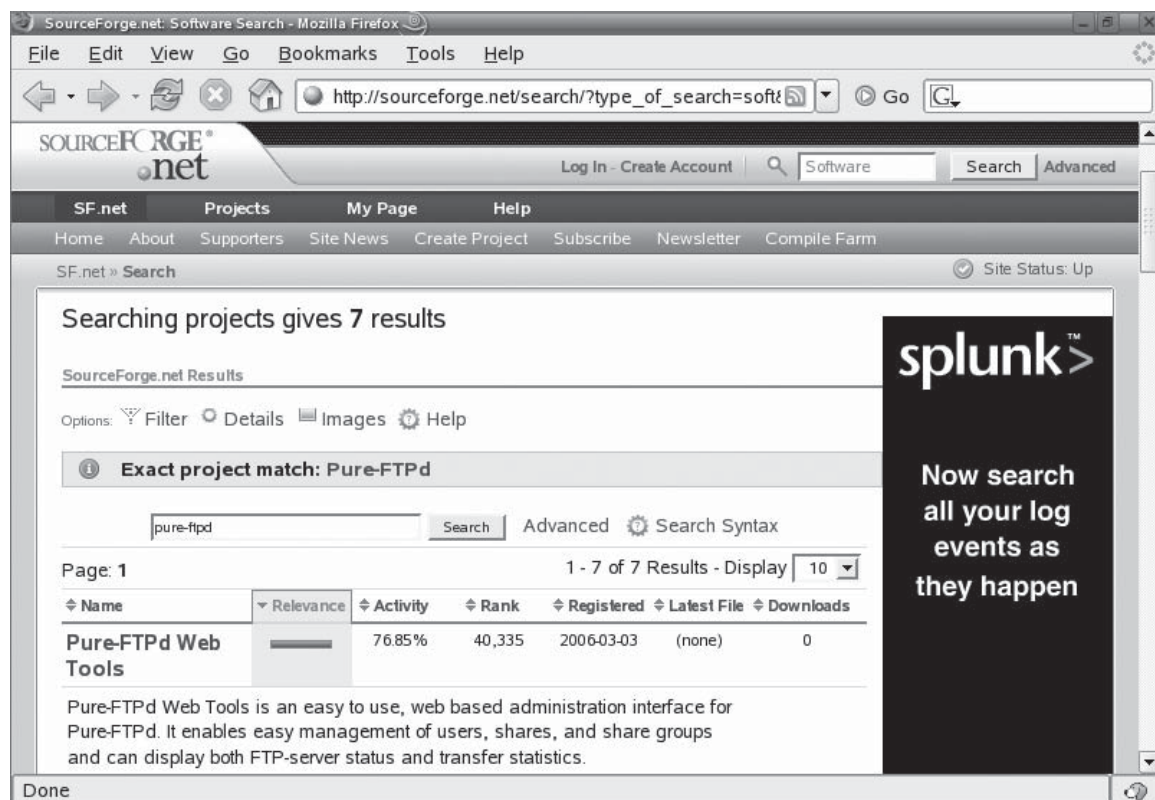 SourceForge.net: Software Search - Mozilla Firefox
File Edit View Go Bookmarks Tools Help
http://sourceforge.net/search/?type_of_search=soft& Go G
SOURCEFORGE®
.net
Log In - Create Account Software Search Advanced
SF.net Projects My Page Help
Home About Supporters Site News Create Project Subscribe Newsletter Compile Farm
SF.net » Search Site Status: Up
Searching projects gives 7 results
SourceForge.net Results
Options: Filter Details Images Help
Exact project match: Pure-FTPd
pure-ftpd Search Advanced Search Syntax
Page: 1 1 - 7 of 7 Results - Display 10
Name Relevance Activity Rank Registered Latest File Downloads
Pure-FTPd Web 76.85% 40,335 2006-03-03 (none) 0
Tools
Pure-FTPd Web Tools is an easy to use, web based administration interface for
Pure-FTPd. It enables easy management of users, shares, and share groups
and can display both FTP-server status and transfer statistics.
splunk>™
Now search
all your log
events as
they happen
Done